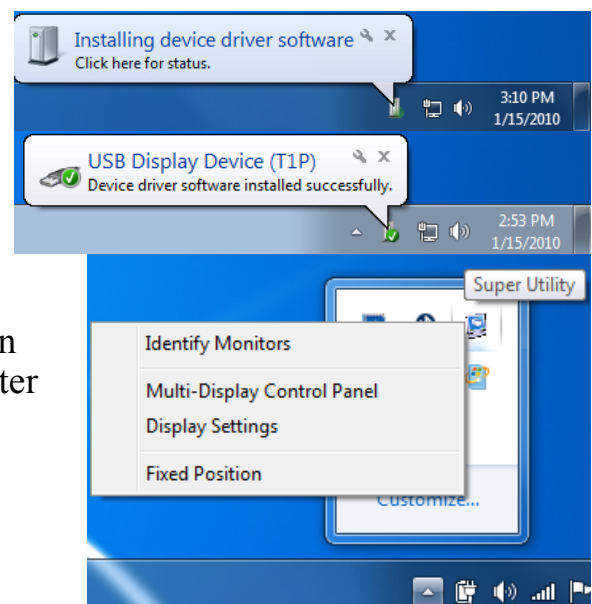 Installing device driver software
Click here for status.
3:10 PM
1/15/2010
USB Display Device (T1P)
Device driver software installed successfully.
2:53 PM
1/15/2010
Super Utility
n
ter
Identify Monitors
Multi-Display Control Panel
Display Settings
Fixed Position
Customize...